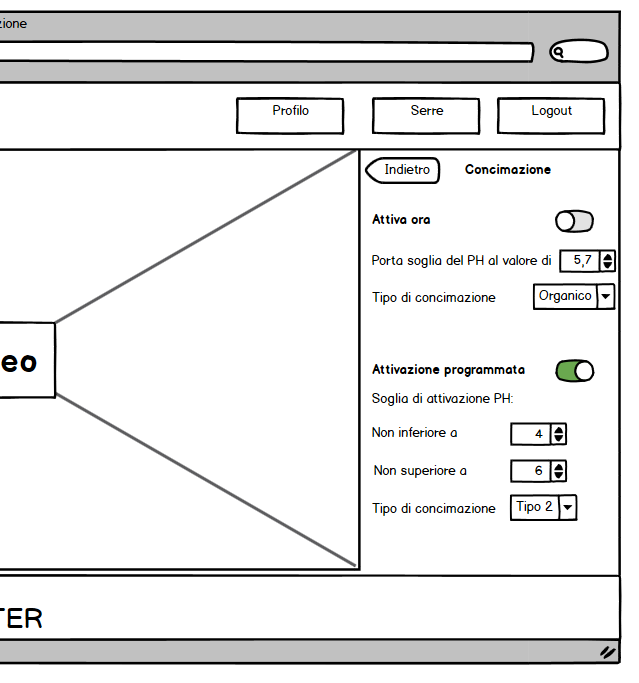 zione
Profilo
Serre
Logout
Indietro
Concimazione
Attiva ora
Porta soglia del PH al valore di 5,7
Tipo di concimazione Organico
eo
Attivazione programmata
Soglia di attivazione PH:
Non inferiore a 4
Non superiore a 6
Tipo di concimazione Tipo 2
TER